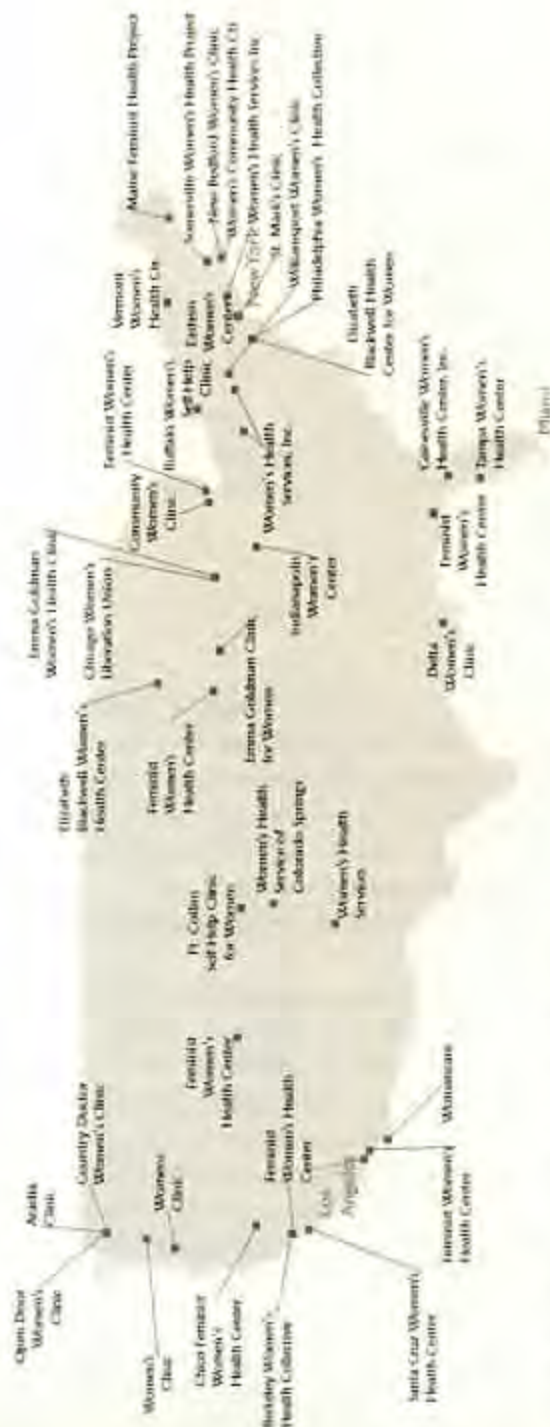 Open Door
Women's
Clinic
Aradia
Clinic
Country Doctor
Women's Clinic
Women's
Clinic
Womens
Clinic
Chico Feminist
Women's
Health Center
Berkeley Women's
Health Collective
Feminist
Women's Health
Center
Santa Cruz Women's
Health Center
Los
Angeles
Feminist Women's
Health Center
Womancare
Feminist
Women's
Health Center
Ft. Collins
Self Help Clinic
for Women
Women's Health
Service of
Colorado Springs
Women's Health
Services
Elizabeth
Blackwell Women's
Health Center
Feminist
Women's
Health Center
Emma Goldman Clinic
for Women
Emma Goldman
Women's Health Clinic
Chicago Women's
Liberation Union
Indianapolis
Women's
Center
Community
Women's
Clinic
Feminist Women's
Health Center
Buffalo Women's
Self Help
Clinic
Women's Health
Services, Inc.
Vermont
Women's
Health Ctr.
Maine Feminist Health Project
Somerville Women's Health Project
New Bedford Women's Clinic
Women's Community Health Ctr
Women's Health Services Inc
Eastern
Women's
Center
New York
St. Mark's Clinic
Williamsport Women's Clinic
Philadelphia Women's Health Collective
Elizabeth
Blackwell Health
Center for Women
Delta
Women's
Clinic
Feminist
Women's
Health Center
Gainesville Women's
Health Center, Inc.
Tampa Women's
Health Center
Miami